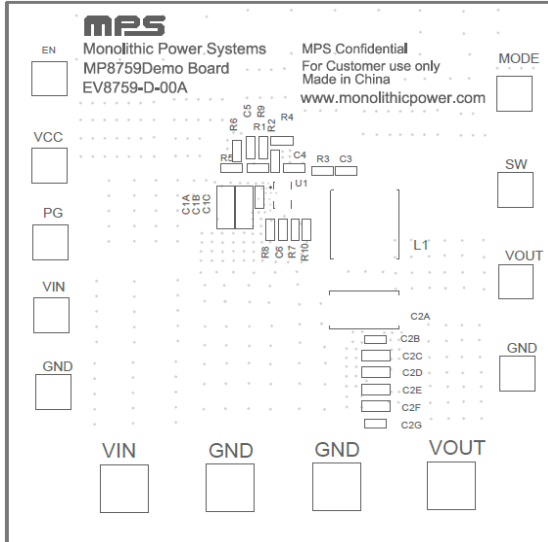 mps
Monolithic Power Systems
MP8759Demo Board
EV8759-D-00A
MPS Confidential
For Customer use only
Made in China
www.monolithicpower.com
EN
MODE
VCC
SW
PG
VOUT
VIN
GND
GND
R6
C5
R9
R1
R2
R4
R5
C4
R3
C3
U1
C1A
C1B
C1C
L1
R8
C6
R7
R10
C2A
C2B
C2C
C2D
C2E
C2F
C2G
VIN
GND
GND
VOUT